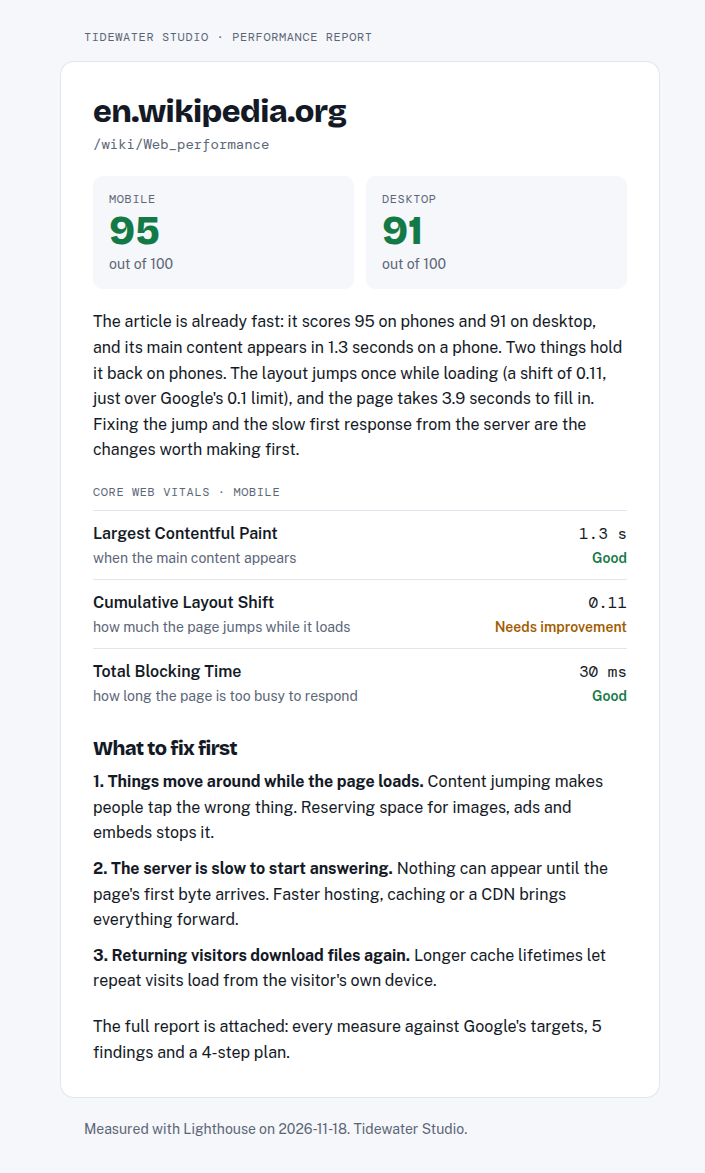 TIDEWATER STUDIO · PERFORMANCE REPORT
en.wikipedia.org
/wiki/Web_performance
MOBILE
95
out of 100
DESKTOP
91
out of 100
The article is already fast: it scores 95 on phones and 91 on desktop,
and its main content appears in 1.3 seconds on a phone. Two things hold
it back on phones. The layout jumps once while loading (a shift of 0.11,
just over Google's 0.1 limit), and the page takes 3.9 seconds to fill in.
Fixing the jump and the slow first response from the server are the
changes worth making first.
CORE WEB VITALS · MOBILE
Largest Contentful Paint
1.3 s
when the main content appears
Good
Cumulative Layout Shift
0.11
how much the page jumps while it loads
Needs improvement
Total Blocking Time
30 ms
how long the page is too busy to respond
Good
What to fix first
1. Things move around while the page loads. Content jumping makes
people tap the wrong thing. Reserving space for images, ads and
embeds stops it.
2. The server is slow to start answering. Nothing can appear until the
page's first byte arrives. Faster hosting, caching or a CDN brings
everything forward.
3. Returning visitors download files again. Longer cache lifetimes let
repeat visits load from the visitor's own device.
The full report is attached: every measure against Google's targets, 5
findings and a 4-step plan.
Measured with Lighthouse on 2026-11-18. Tidewater Studio.